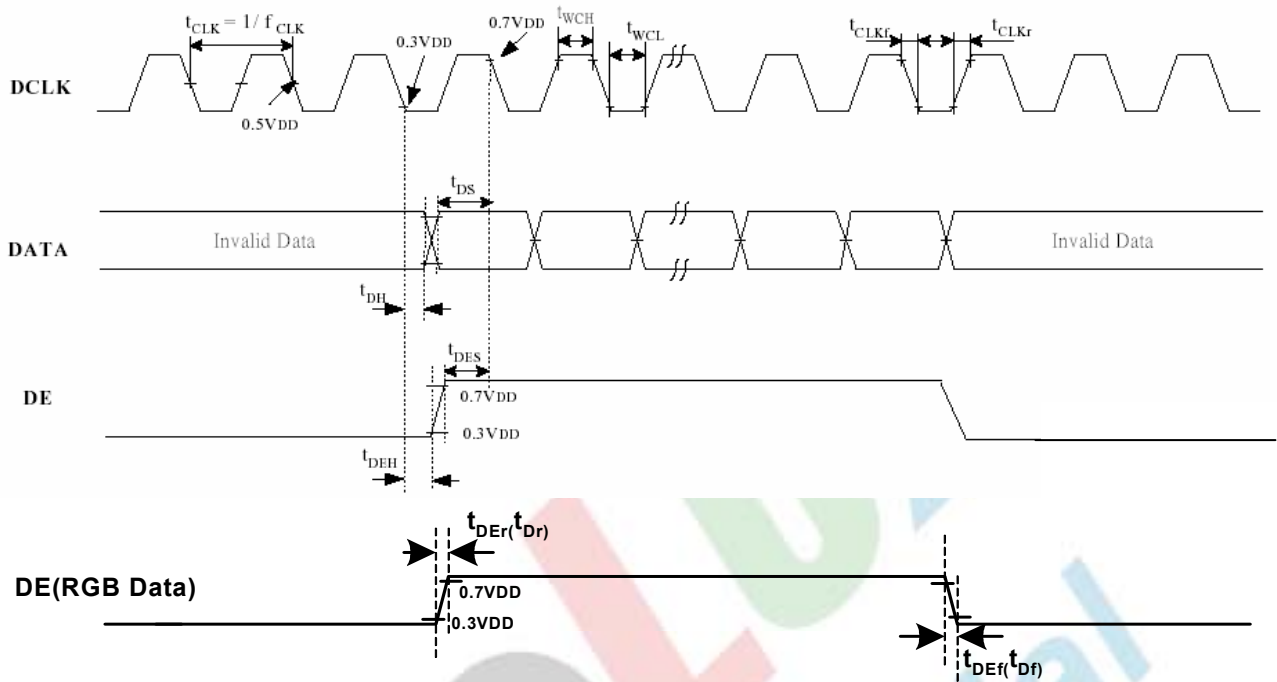 tCLK = 1/ fCLK
0.3VDD
0.7VDD
tWCH
tWCL
tCLKf
tCLKr
DCLK
0.5VDD
tDS
DATA
Invalid Data
Invalid Data
tDH
tDES
DE
0.7VDD
0.3VDD
tDEH
tDEr(tDr)
DE(RGB Data)
0.7VDD
0.3VDD
tDEf(tDf)